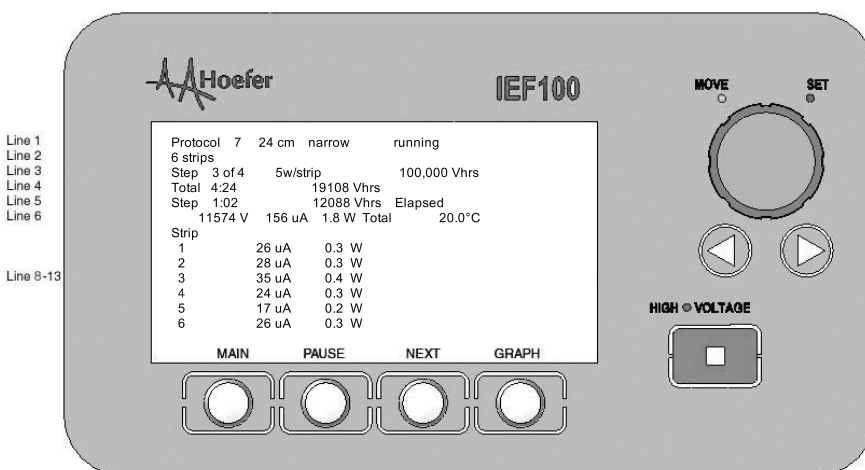 Hoefer
IEF100
MOVE SET
Line 1 Protocol 7 24 cm narrow running
Line 2 6 strips
Line 3 Step 3 of 4 5w/strip 100,000 Vhrs
Line 4 Total 4:24 19108 Vhrs
Line 5 Step 1:02 12088 Vhrs Elapsed
Line 6 11574 V 156 uA 1.8 W Total 20.0°C
Strip
1 26 uA 0.3 W
2 28 uA 0.3 W
Line 8-13 3 35 uA 0.4 W
4 24 uA 0.3 W
5 17 uA 0.2 W
6 26 uA 0.3 W
HIGH VOLTAGE
MAIN PAUSE NEXT GRAPH